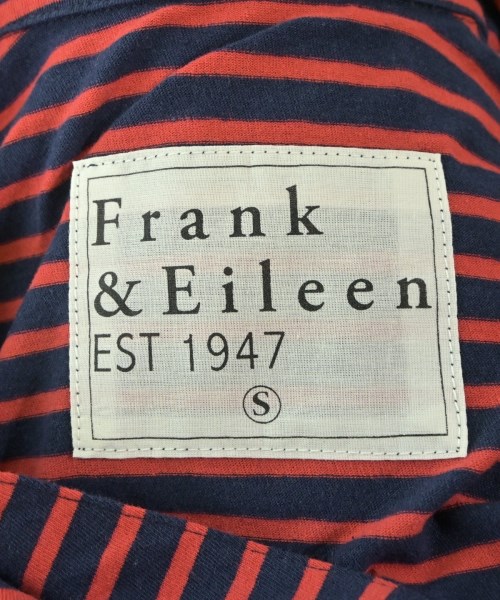 Frank
& Eileen
EST 1947
S